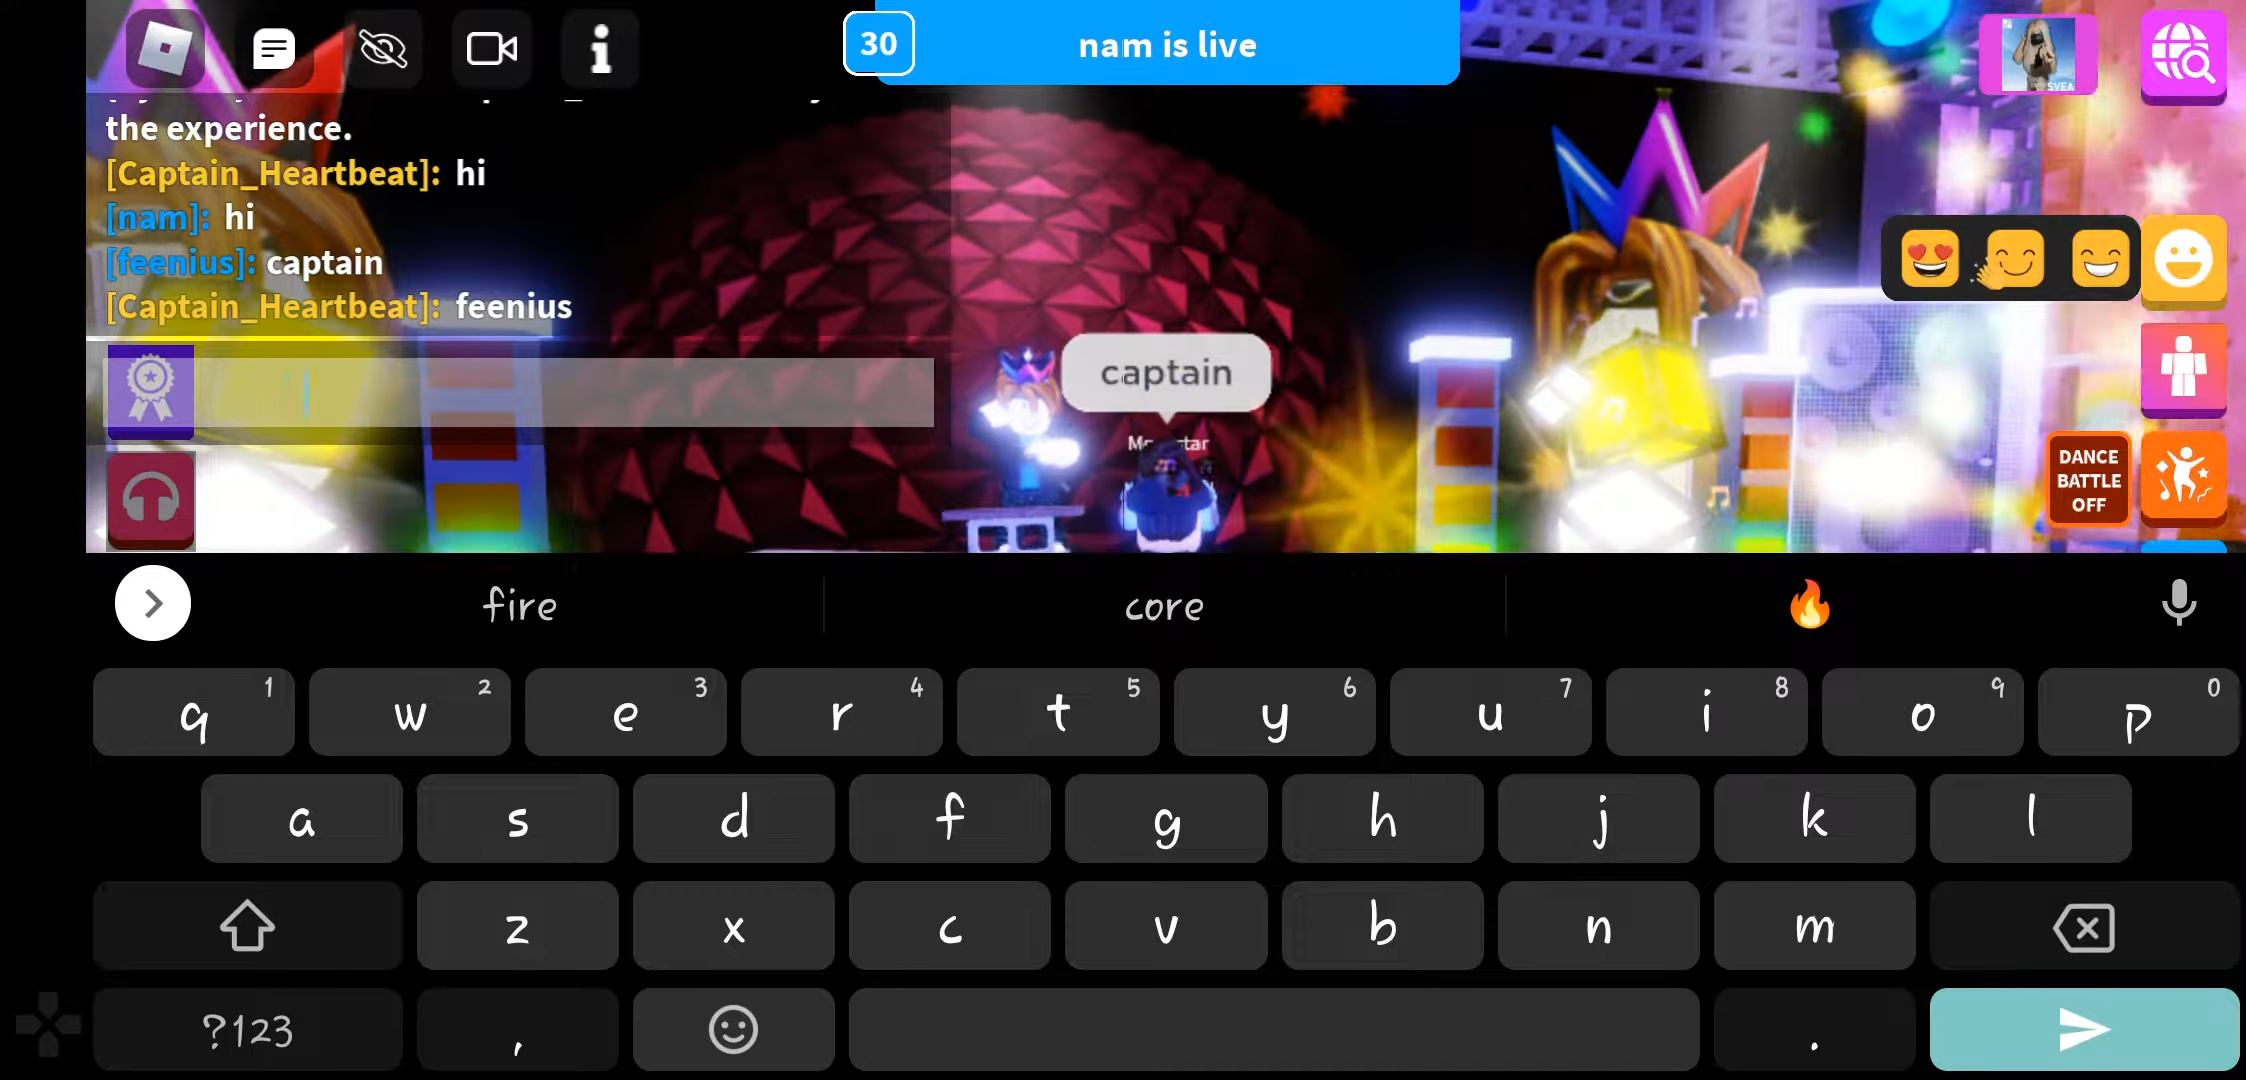 30
nam is live
SVEA
the experience.
[Captain_Heartbeat]: hi
[nam]: hi
[feenius]: captain
[Captain_Heartbeat]: feenius
captain
DANCE
BATTLE
OFF
fire
core
🔥
q 1 w 2 e 3 r 4 t 5 y 6 u 7 i 8 o 9 p 0
a s d f g h j k l
z x c v b n m
?123 , .